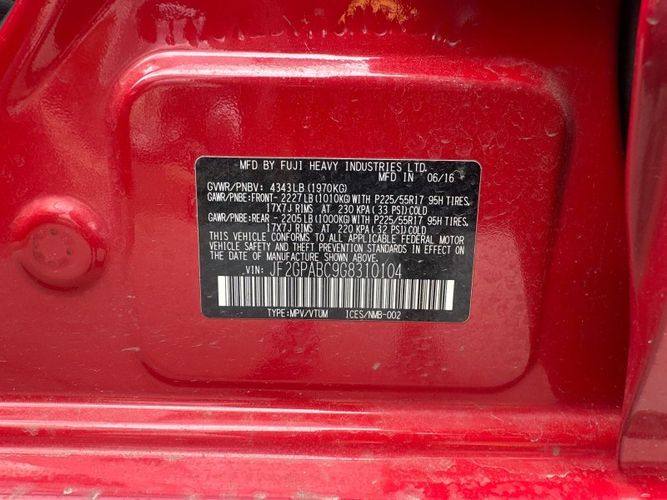 MFD BY FUJI HEAVY INDUSTRIES LTD.
MFD IN 06/16
GVWR/PNBV: 4343LB(1970KG)
GAWR/PNBE:FRONT- 2227LB(1010KG)WITH P225/55R17 95H TIRES,
17X7J RIMS AT 230 KPA(33 PSI)COLD
GAWR/PNBE:REAR - 2205LB(1000KG)WITH P225/55R17 95H TIRES,
17X7J RIMS AT 220 KPA(32 PSI)COLD
THIS VEHICLE CONFORMS TO ALL APPLICABLE FEDERAL MOTOR
VEHICLE SAFETY AND THEFT PREVENTION STANDARDS IN EFFECT
ON THE DATE OF MANUFACTURE SHOWN ABOVE.
VIN: JF2GPABC9G8310104
TYPE:MPV/VTUM ICES/NMB-002